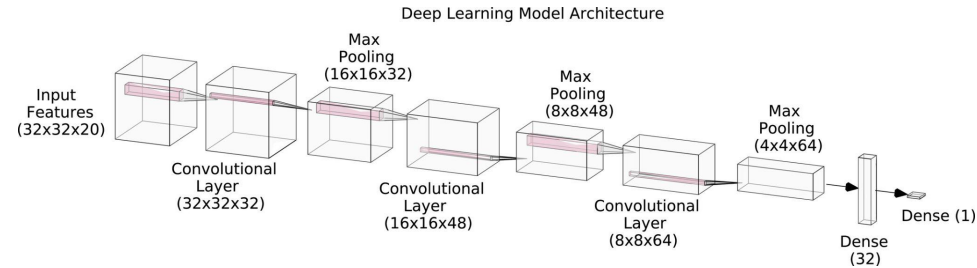 Deep Learning Model Architecture
Input
Features
(32x32x20)
Convolutional
Layer
(32x32x32)
Max
Pooling
(16x16x32)
Convolutional
Layer
(16x16x48)
Max
Pooling
(8x8x48)
Convolutional
Layer
(8x8x64)
Max
Pooling
(4x4x64)
Dense
(32)
Dense (1)